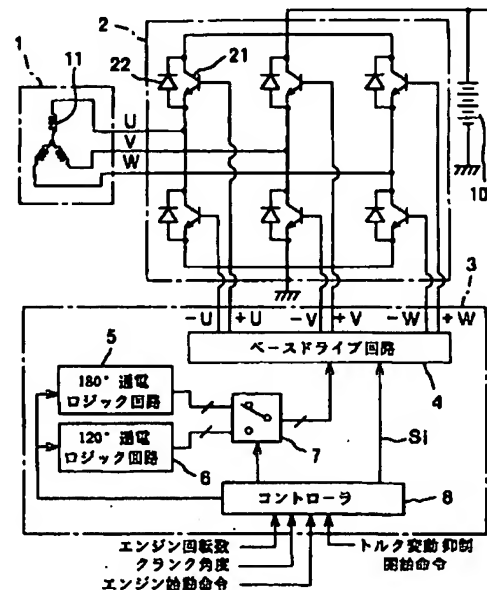 1
11
2
22
21
U
V
W
10
3
-U +U -V +V -W +W
ベースドライブ回路
4
5
180° 通電
ロジック回路
120° 通電
ロジック回路
6
7
Si
コントローラ
8
エンジン回転数
クランク角度
エンジン始動命令
トルク変動抑制
開始命令